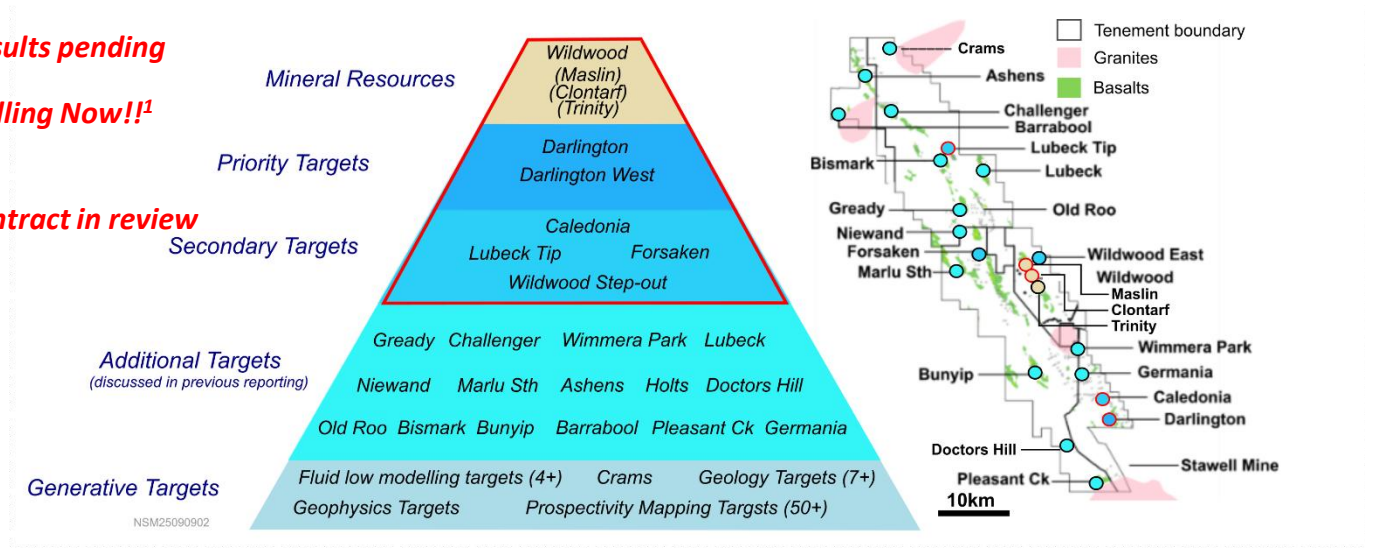 pending
Now!!¹
in review
Mineral Resources
Priority Targets
Secondary Targets
Additional Targets
(discussed in previous reporting)
Generative Targets
NSM25090902
Wildwood
(Maslin)
(Clontarf)
(Trinity)
Darlington
Darlington West
Caledonia
Lubeck Tip Forsaken
Wildwood Step-out
Gready Challenger Wimmera Park Lubeck
Niewand Marlu Sth Ashens Holts Doctors Hill
Old Roo Bismark Bunyip Barrabool Pleasant Ck Germania
Fluid low modelling targets (4+) Crams Geology Targets (7+)
Geophysics Targets Prospectivity Mapping Targsts (50+)
Tenement boundary
Granites
Basalts
Crams
Ashens
Challenger
Barrabool
Lubeck Tip
Bismark
Lubeck
Gready
Old Roo
Niewand
Forsaken
Wildwood East
Marlu Sth
Wildwood
Maslin
Clontarf
Trinity
Wimmera Park
Bunyip
Germania
Caledonia
Darlington
Doctors Hill
Stawell Mine
Pleasant Ck
10km